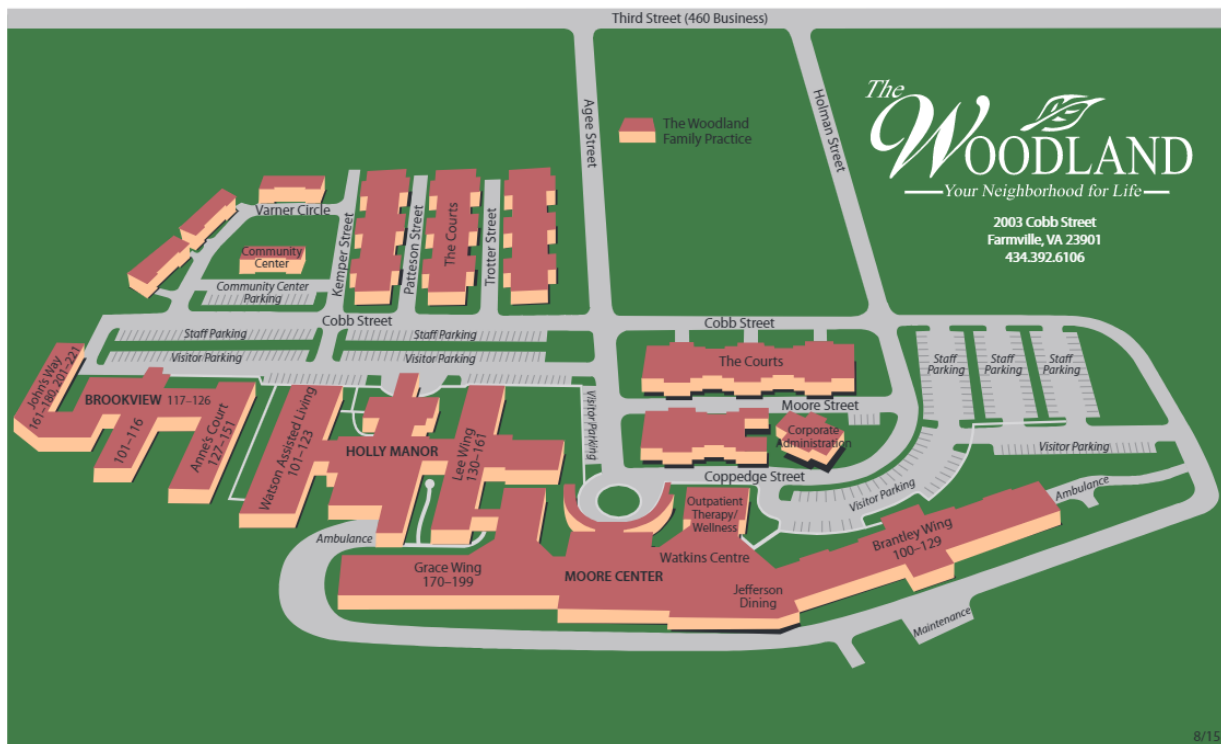 Third Street (460 Business)
Agee Street
Holman Street
The Woodland
Family Practice
The
WOODLAND
Your Neighborhood for Life
2003 Cobb Street
Farmville, VA 23901
434.392.6106
Varner Circle
Community
Center
Community Center
Parking
Kemper Street
Patteson Street
The Courts
Trotter Street
Cobb Street
Cobb Street
Staff Parking
Staff Parking
Visitor Parking
Visitor Parking
The Courts
Staff
Parking
Staff
Parking
Staff
Parking
John's Way
161–180, 201–221
BROOKVIEW 117–126
101–116
Anne's Court
127–151
Watson Assisted Living
101–123
HOLLY MANOR
Lee Wing
130–161
Visitor Parking
Moore Street
Corporate
Administration
Visitor Parking
Coppedge Street
Visitor Parking
Ambulance
Outpatient
Therapy/
Wellness
Ambulance
Brantley Wing
100–129
Grace Wing
170–199
MOORE CENTER
Watkins Centre
Jefferson
Dining
Maintenance
8/15